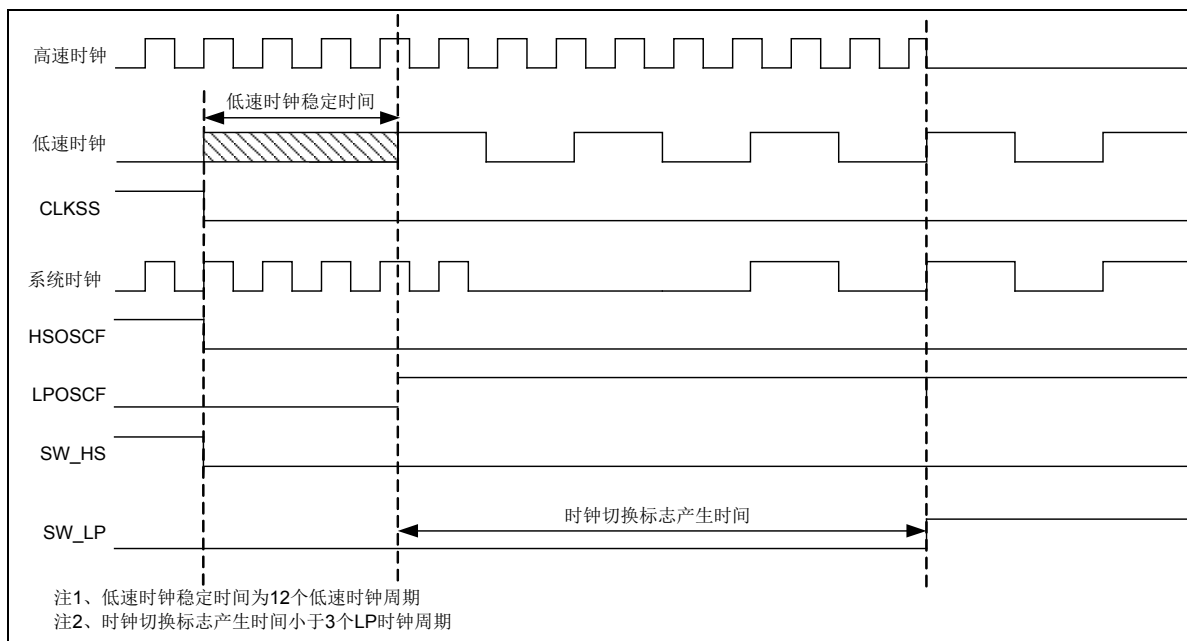 高速时钟
低速时钟稳定时间
低速时钟
CLKSS
系统时钟
HSOSCF
LPOSCF
SW_HS
时钟切换标志产生时间
SW_LP
注1、低速时钟稳定时间为12个低速时钟周期
注2、时钟切换标志产生时间小于3个LP时钟周期